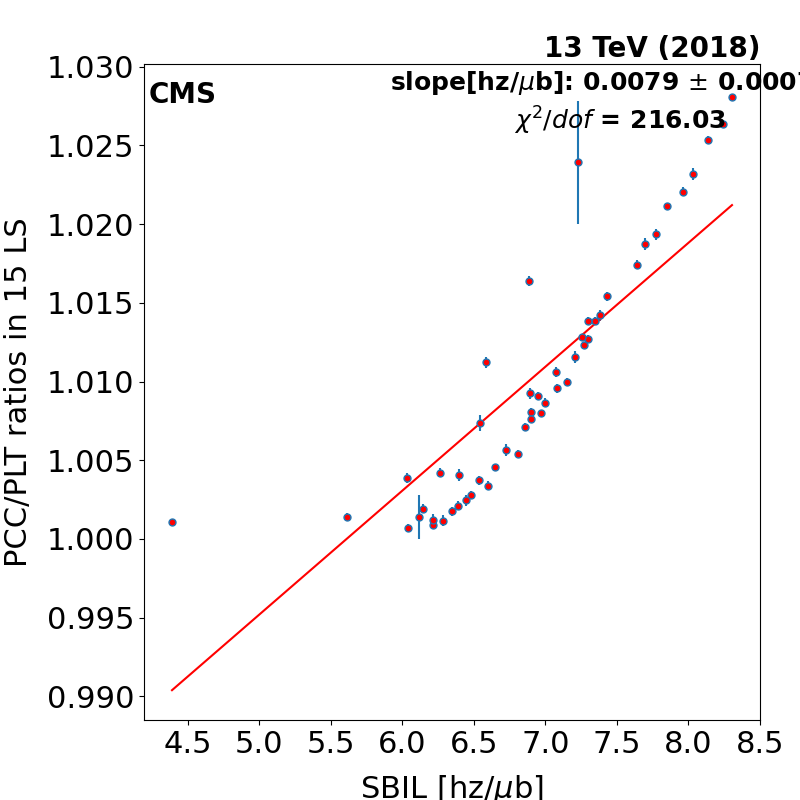 13 TeV (2018)
CMS
slope[hz/μb]: 0.0079 ± 0.0007
χ²/dof = 216.03
1.030
1.025
1.020
1.015
1.010
1.005
1.000
0.995
0.990
PCC/PLT ratios in 15 LS
4.5 5.0 5.5 6.0 6.5 7.0 7.5 8.0 8.5
SBIL [hz/μb]